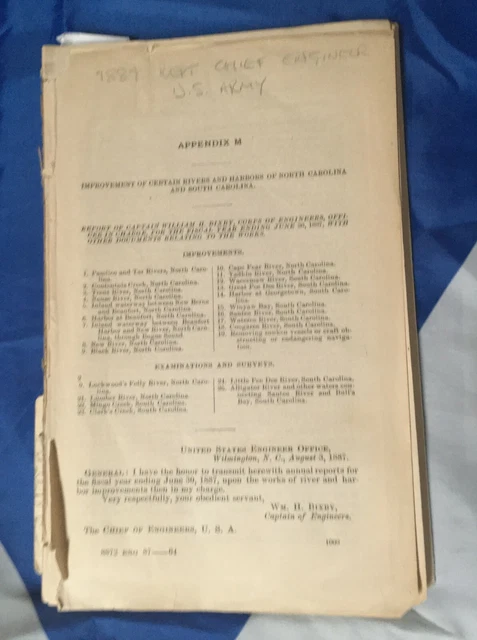 1887 REPT CHIEF ENGINEER
U.S. ARMY
APPENDIX M
IMPROVEMENT OF CERTAIN RIVERS AND HARBORS OF NORTH CAROLINA
AND SOUTH CAROLINA.
REPORT OF CAPTAIN WILLIAM H. BIXBY, CORPS OF ENGINEERS, OFFI-
CER IN CHARGE, FOR THE FISCAL YEAR ENDING JUNE 30, 1887, WITH
OTHER DOCUMENTS RELATING TO THE WORKS.
IMPROVEMENTS.
1. Pamlico and Tar Rivers, North Caro-
lina.
2. Contentnia Creek, North Carolina.
3. Trent River, North Carolina.
4. Neuse River, North Carolina.
5. Inland waterway between New Berne
and Beaufort, North Carolina.
6. Harbor at Beaufort, North Carolina.
7. Inland waterway between Beaufort
Harbor and New River, North Caro-
lina, through Bogue Sound.
8. New River, North Carolina.
9. Black River, North Carolina.
10. Cape Fear River, North Carolina.
11. Yadkin River, North Carolina.
12. Waccamaw River, South Carolina.
13. Great Pee Dee River, South Carolina.
14. Harbor at Georgetown, South Caro-
lina.
15. Winyaw Bay, South Carolina.
16. Santee River, South Carolina.
17. Wateree River, South Carolina.
18. Congaree River, South Carolina.
19. Removing sunken vessels or craft ob-
structing or endangering naviga-
tion.
EXAMINATIONS AND SURVEYS.
Lockwood's Folly River, North Caro-
lina.
21. Lumber River, North Carolina.
22. Mingo Creek, South Carolina.
23. Clark's Creek, South Carolina.
24. Little Pee Dee River, South Carolina.
25. Alligator River and other waters con-
necting Santee River and Bull's
Bay, South Carolina.
UNITED STATES ENGINEER OFFICE,
Wilmington, N. C., August 3, 1887.
GENERAL: I have the honor to transmit herewith annual reports for
the fiscal year ending June 30, 1887, upon the works of river and har-
bor improvements then in my charge.
Very respectfully, your obedient servant,
WM. H. BIXBY,
Captain of Engineers.
The CHIEF OF ENGINEERS, U. S. A.
6872 ENG 87——64